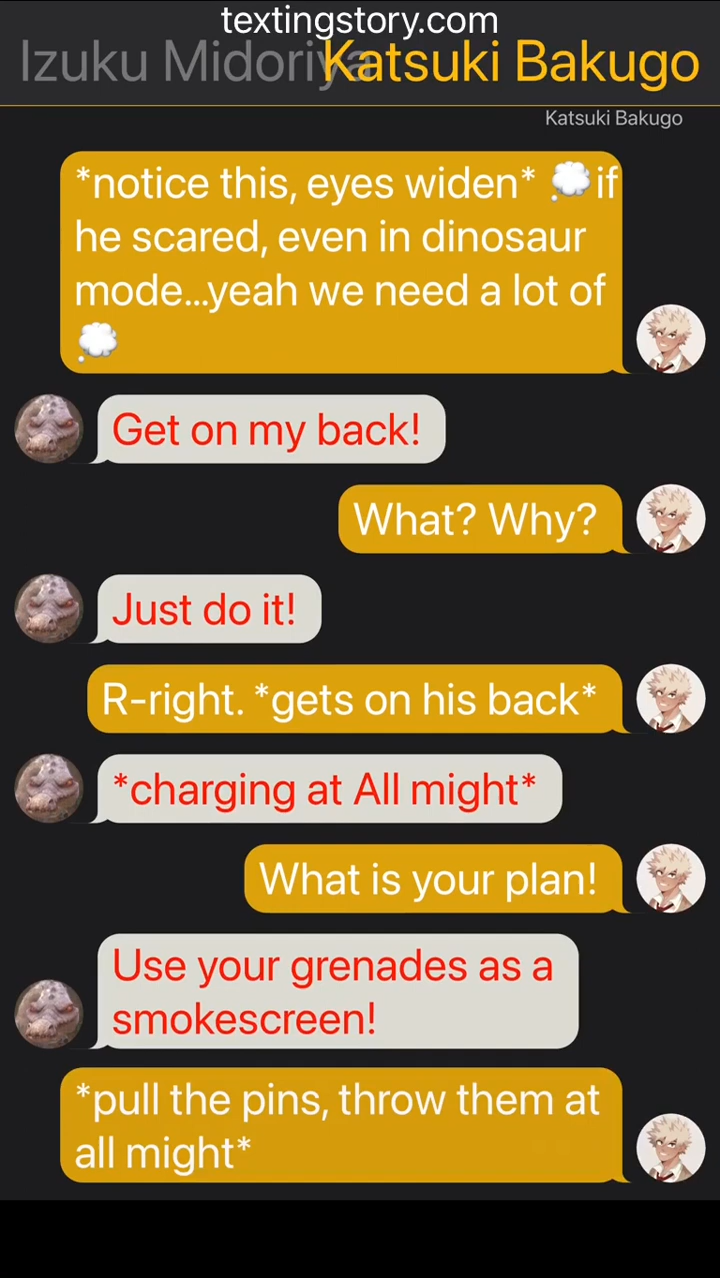 textingstory.com
Izuku Midoriya
Katsuki Bakugo
Katsuki Bakugo
*notice this, eyes widen* 💭if
he scared, even in dinosaur
mode...yeah we need a lot of
💭
Get on my back!
What? Why?
Just do it!
R-right. *gets on his back*
*charging at All might*
What is your plan!
Use your grenades as a
smokescreen!
*pull the pins, throw them at
all might*